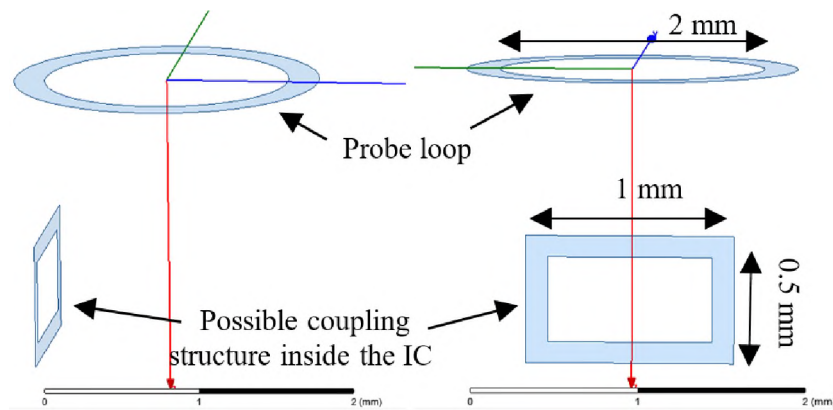 2 mm
Probe loop
1 mm
0.5 mm
Possible coupling
structure inside the IC
0 1 2 (mm)
0 1 2 (mm)